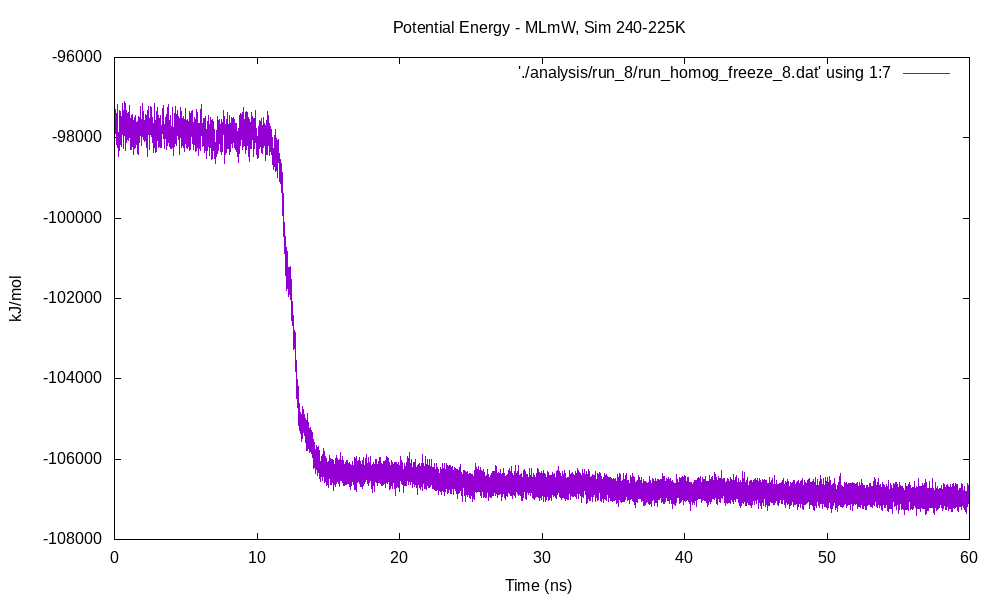 Potential Energy - MLmW, Sim 240-225K
'./analysis/run_8/run_homog_freeze_8.dat' using 1:7
-96000
-98000
-100000
-102000
-104000
-106000
-108000
kJ/mol
0 10 20 30 40 50 60
Time (ns)